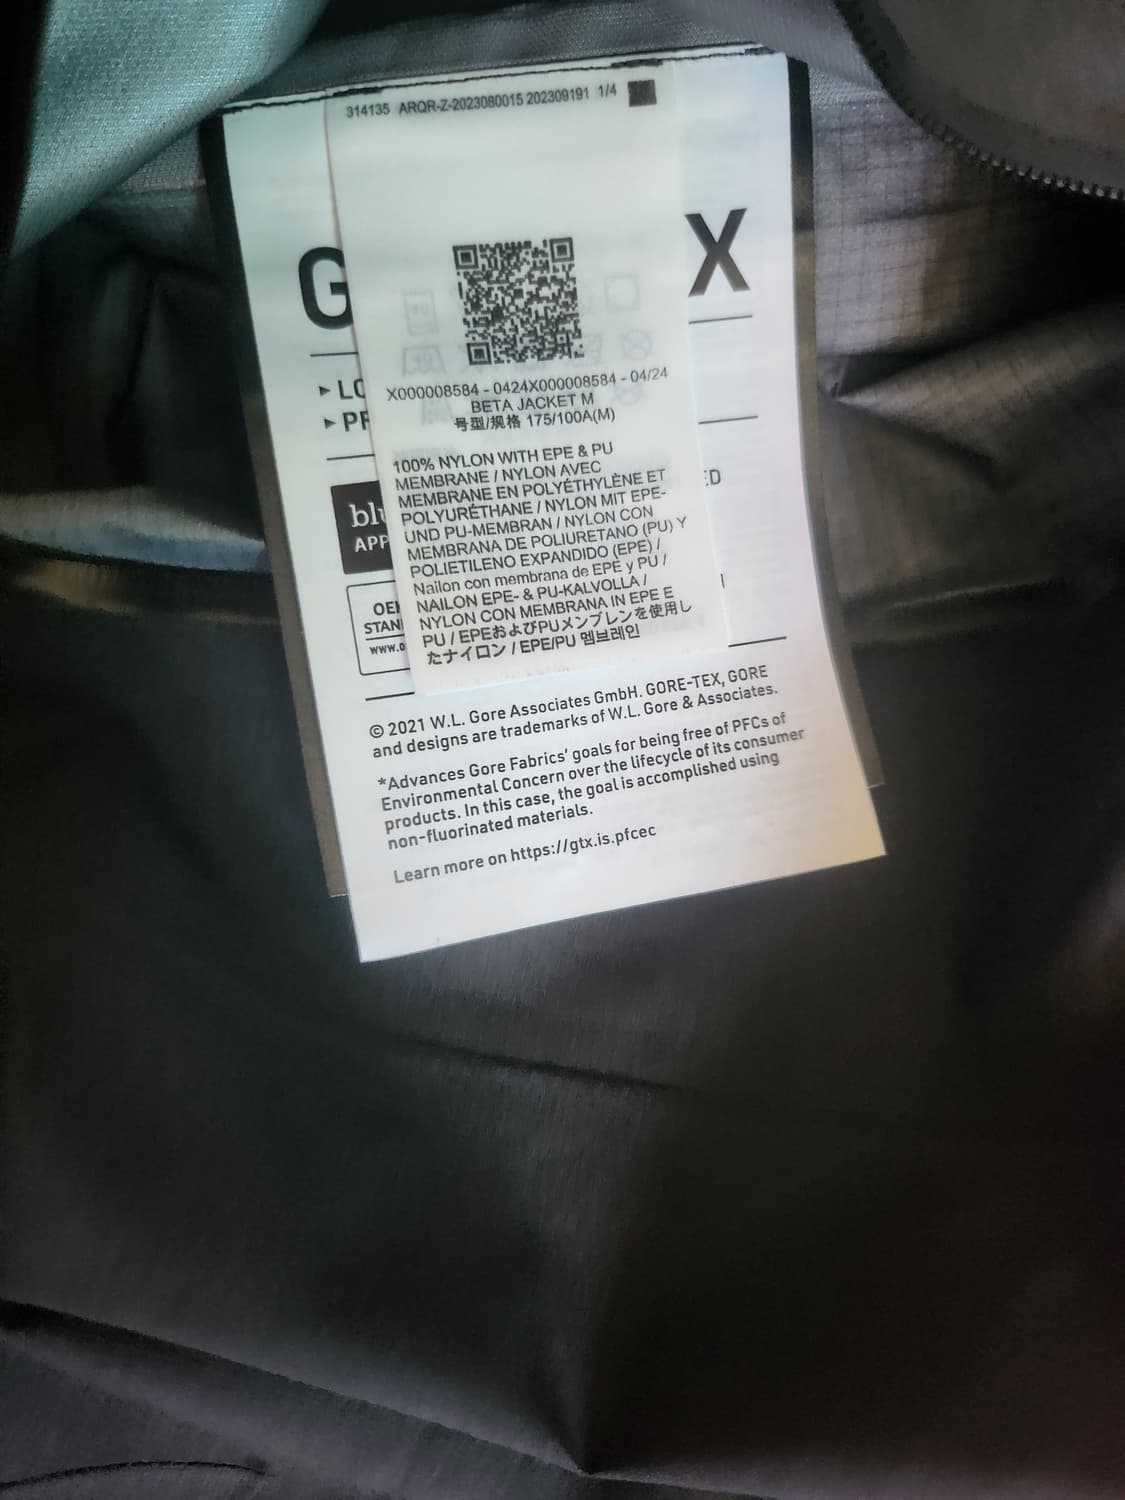 314135 ARQR-Z-2023080015 202309191 1/4
G X
X000008584 - 0424X000008584 - 04/24
BETA JACKET M
号型/规格 175/100A(M)
100% NYLON WITH EPE & PU
MEMBRANE / NYLON AVEC
MEMBRANE EN POLYÉTHYLÈNE ET
POLYURÉTHANE / NYLON MIT EPE-
UND PU-MEMBRAN / NYLON CON
MEMBRANA DE POLIURETANO (PU) Y
POLIETILENO EXPANDIDO (EPE) /
Nailon con membrana de EPE y PU /
NAILON EPE- & PU-KALVOLLA /
NYLON CON MEMBRANA IN EPE E
PU / EPEおよびPUメンブレンを使用し
たナイロン / EPE/PU 멤브레인
APP
STAN
© 2021 W.L. Gore Associates GmbH. GORE-TEX, GORE
and designs are trademarks of W.L. Gore & Associates.
*Advances Gore Fabrics' goals for being free of PFCs of
Environmental Concern over the lifecycle of its consumer
products. In this case, the goal is accomplished using
non-fluorinated materials.
Learn more on https://gtx.is.pfcec